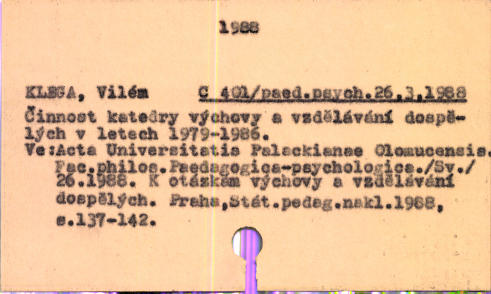 1988
KLEGA, Vilém C 401/paed.psych.26,3,1988
Činnost katedry výchovy a vzdělávání dospě-
lých v letech 1979-1986.
Ve:Acta Universitatis Palackianae Olomucensis.
Fac.philos.Paedagogica-psychologica./Sv./
26.1988. K otázkám výchovy a vzdělávání
dospělých. Praha,Stát.pedag.nakl.1988,
s.137-142.